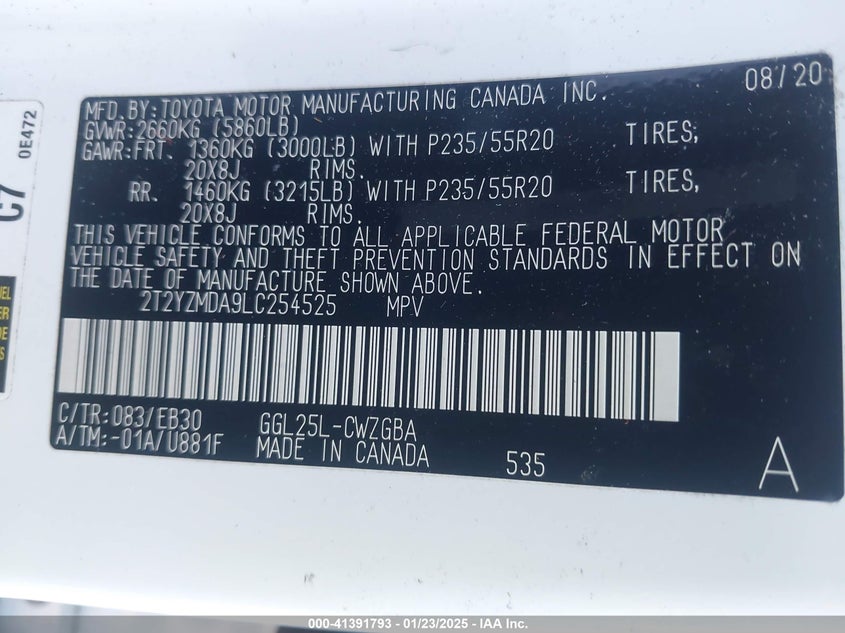 08/20
MFD.BY:TOYOTA MOTOR MANUFACTURING CANADA INC.
GVWR:2660KG (5860LB)
GAWR:FRT. 1360KG (3000LB) WITH P235/55R20 TIRES,
20X8J RIMS.
RR. 1460KG (3215LB) WITH P235/55R20 TIRES,
20X8J RIMS.
THIS VEHICLE CONFORMS TO ALL APPLICABLE FEDERAL MOTOR
VEHICLE SAFETY AND THEFT PREVENTION STANDARDS IN EFFECT ON
THE DATE OF MANUFACTURE SHOWN ABOVE.
2T2YZMDA9LC254525 MPV
C/TR:083/EB30 GGL25L-CWZGBA
A/TM:-01A/U881F MADE IN CANADA 535 A
C7
0E472
000-41391793 - 01/23/2025 - IAA Inc.